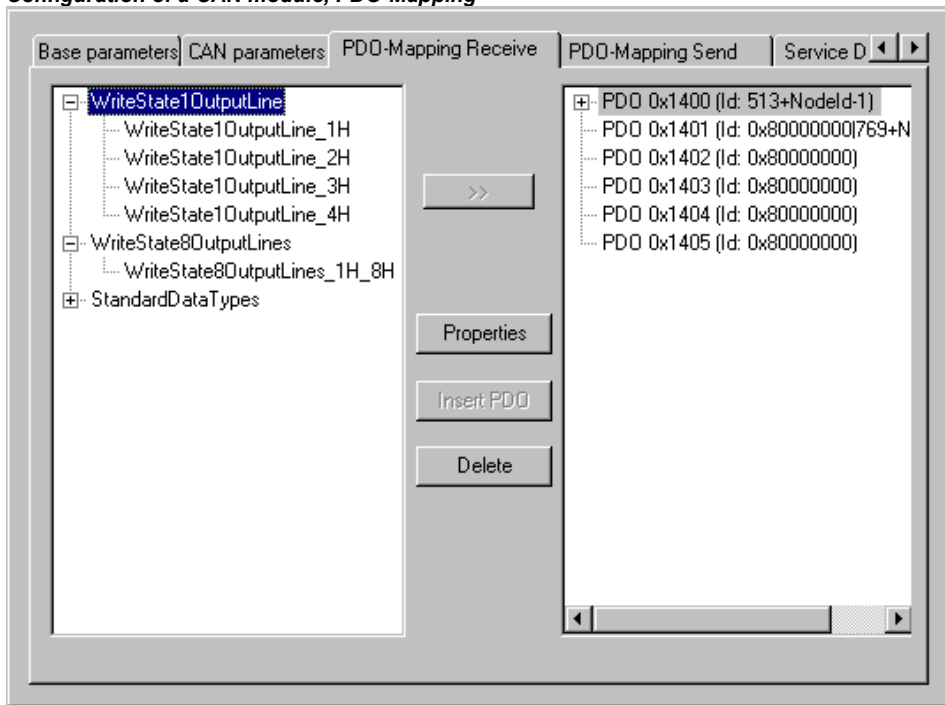 Configuration of a CAN module, PDO-Mapping
Base parameters CAN parameters PDO-Mapping Receive PDO-Mapping Send Service D
WriteState1OutputLine
WriteState1OutputLine_1H
WriteState1OutputLine_2H
WriteState1OutputLine_3H
WriteState1OutputLine_4H
WriteState8OutputLines
WriteState8OutputLines_1H_8H
StandardDataTypes
>>
Properties
Insert PDO
Delete
PDO 0x1400 (Id: 513+NodeId-1)
PDO 0x1401 (Id: 0x80000000|769+N
PDO 0x1402 (Id: 0x80000000)
PDO 0x1403 (Id: 0x80000000)
PDO 0x1404 (Id: 0x80000000)
PDO 0x1405 (Id: 0x80000000)